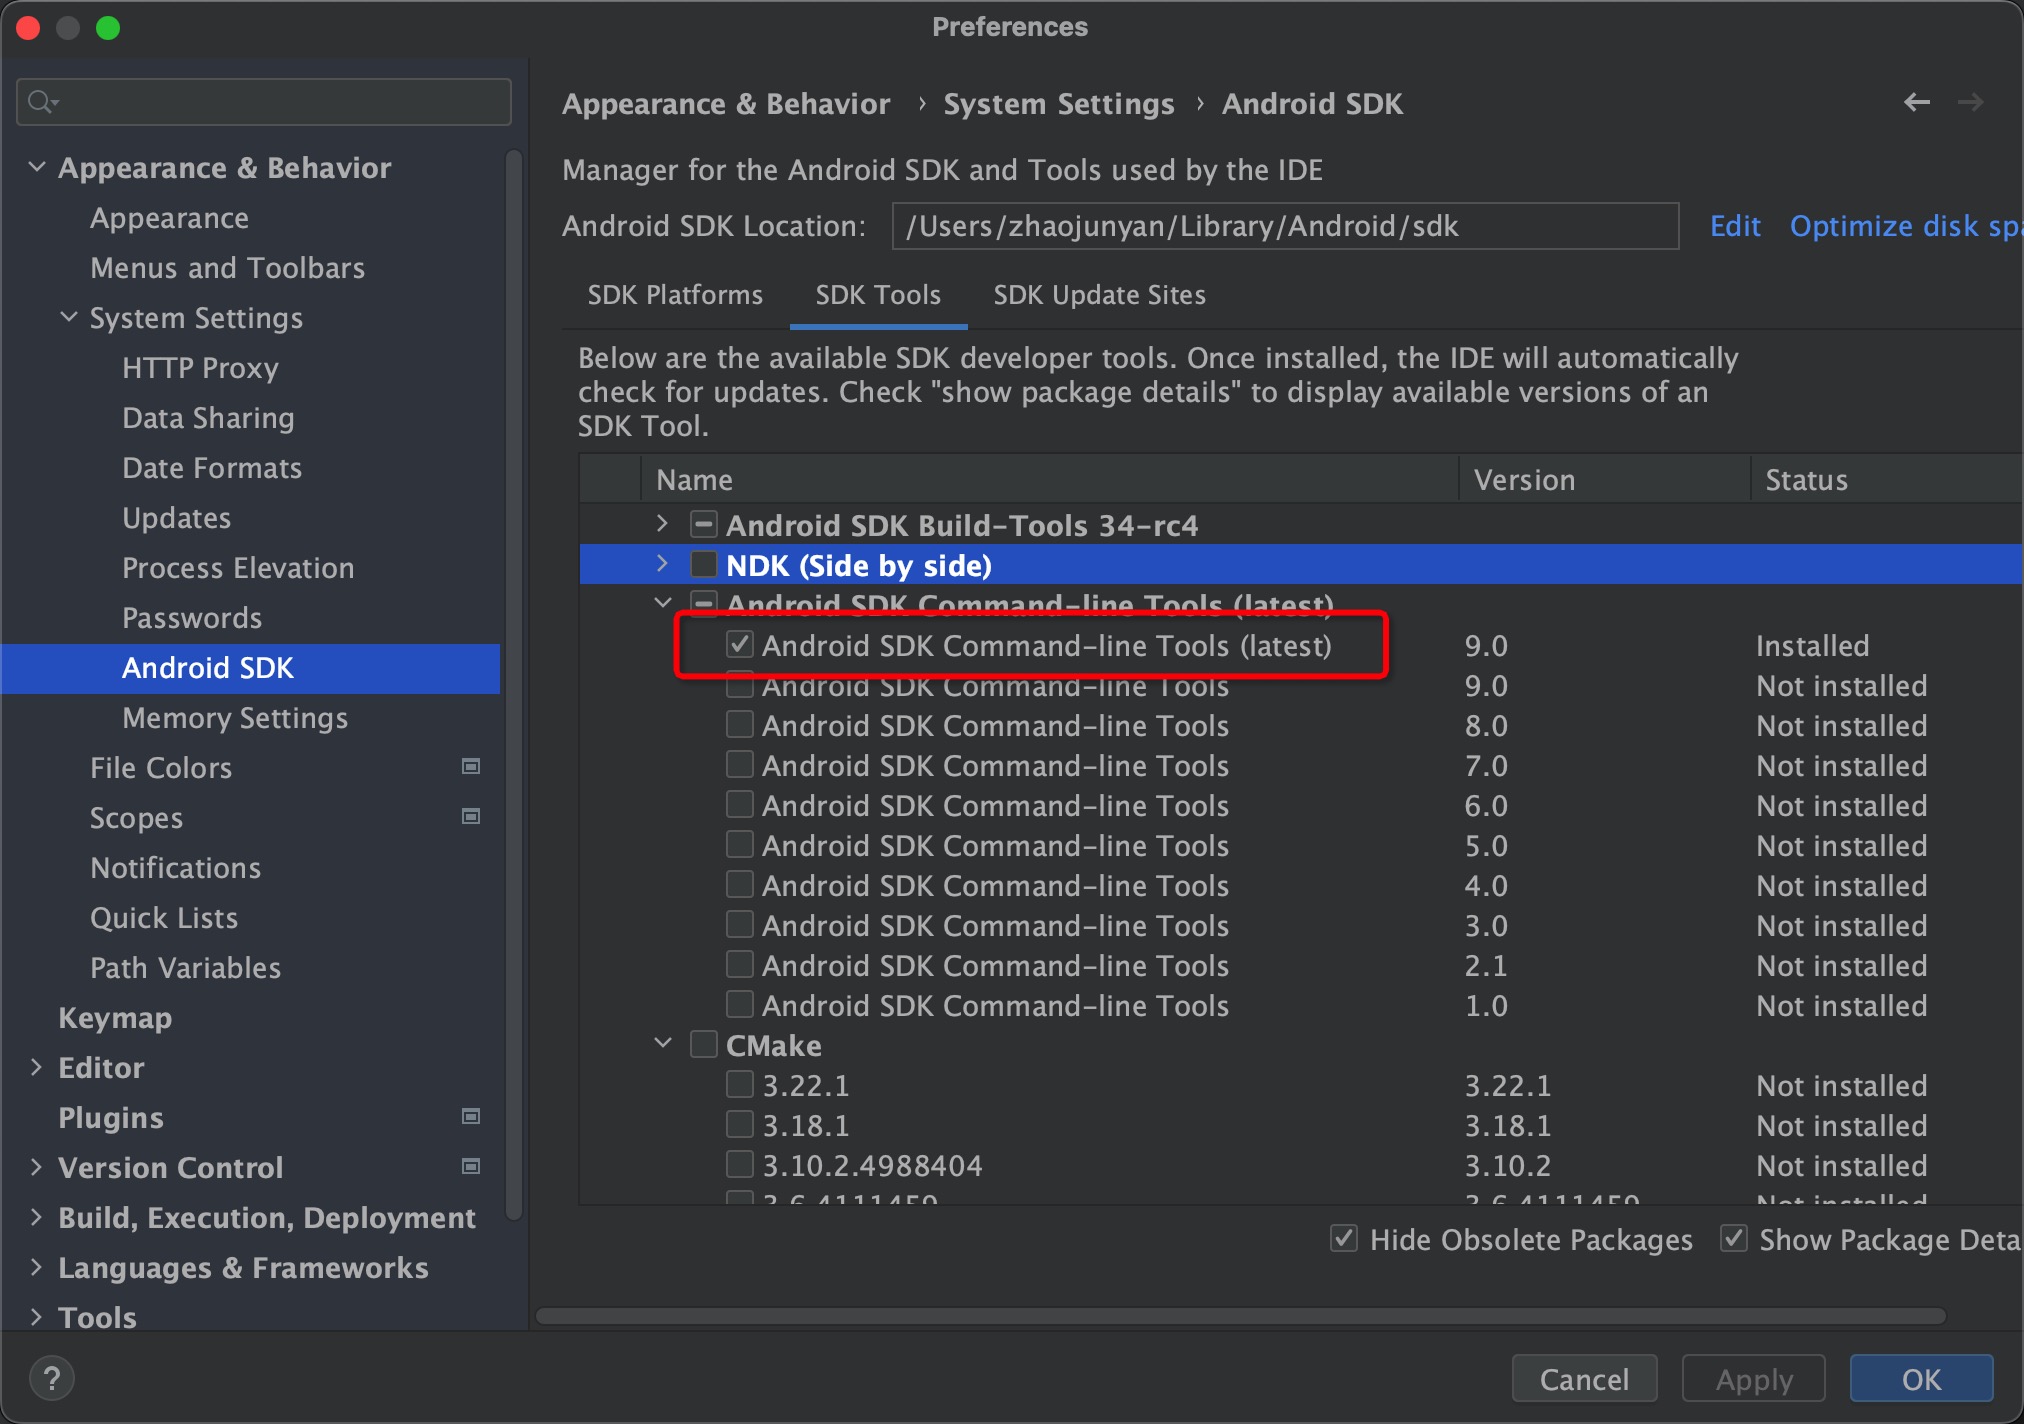 Preferences
Appearance & Behavior
Appearance
Menus and Toolbars
System Settings
HTTP Proxy
Data Sharing
Date Formats
Updates
Process Elevation
Passwords
Android SDK
Memory Settings
File Colors
Scopes
Notifications
Quick Lists
Path Variables
Keymap
Editor
Plugins
Version Control
Build, Execution, Deployment
Languages & Frameworks
Tools
?
Appearance & Behavior › System Settings › Android SDK
Manager for the Android SDK and Tools used by the IDE
Android SDK Location: /Users/zhaojunyan/Library/Android/sdk Edit Optimize disk spa
SDK Platforms SDK Tools SDK Update Sites
Below are the available SDK developer tools. Once installed, the IDE will automatically
check for updates. Check "show package details" to display available versions of an
SDK Tool.
Name Version Status
Android SDK Build-Tools 34-rc4
NDK (Side by side)
Android SDK Command-line Tools (latest)
Android SDK Command-line Tools (latest) 9.0 Installed
Android SDK Command-line Tools 9.0 Not installed
Android SDK Command-line Tools 8.0 Not installed
Android SDK Command-line Tools 7.0 Not installed
Android SDK Command-line Tools 6.0 Not installed
Android SDK Command-line Tools 5.0 Not installed
Android SDK Command-line Tools 4.0 Not installed
Android SDK Command-line Tools 3.0 Not installed
Android SDK Command-line Tools 2.1 Not installed
Android SDK Command-line Tools 1.0 Not installed
CMake
3.22.1 3.22.1 Not installed
3.18.1 3.18.1 Not installed
3.10.2.4988404 3.10.2 Not installed
3.6.4111459 3.6.4111459 Not installed
Hide Obsolete Packages Show Package Deta
Cancel Apply OK